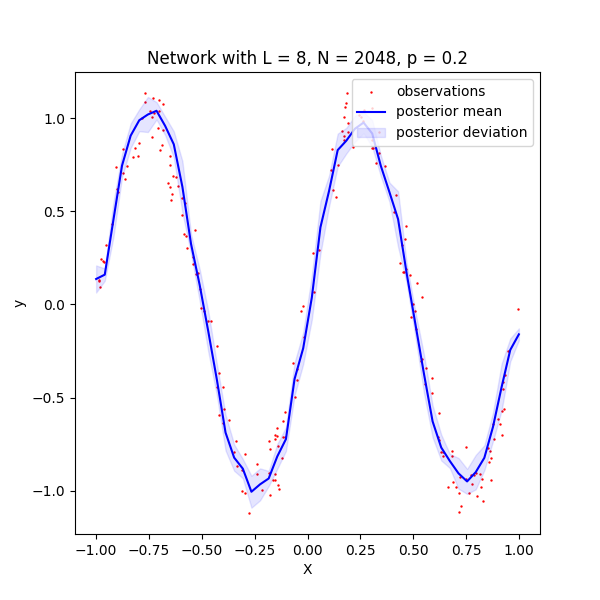 Network with L = 8, N = 2048, p = 0.2
observations
posterior mean
posterior deviation
1.0
0.5
0.0
−0.5
−1.0
y
−1.00 −0.75 −0.50 −0.25 0.00 0.25 0.50 0.75 1.00
X